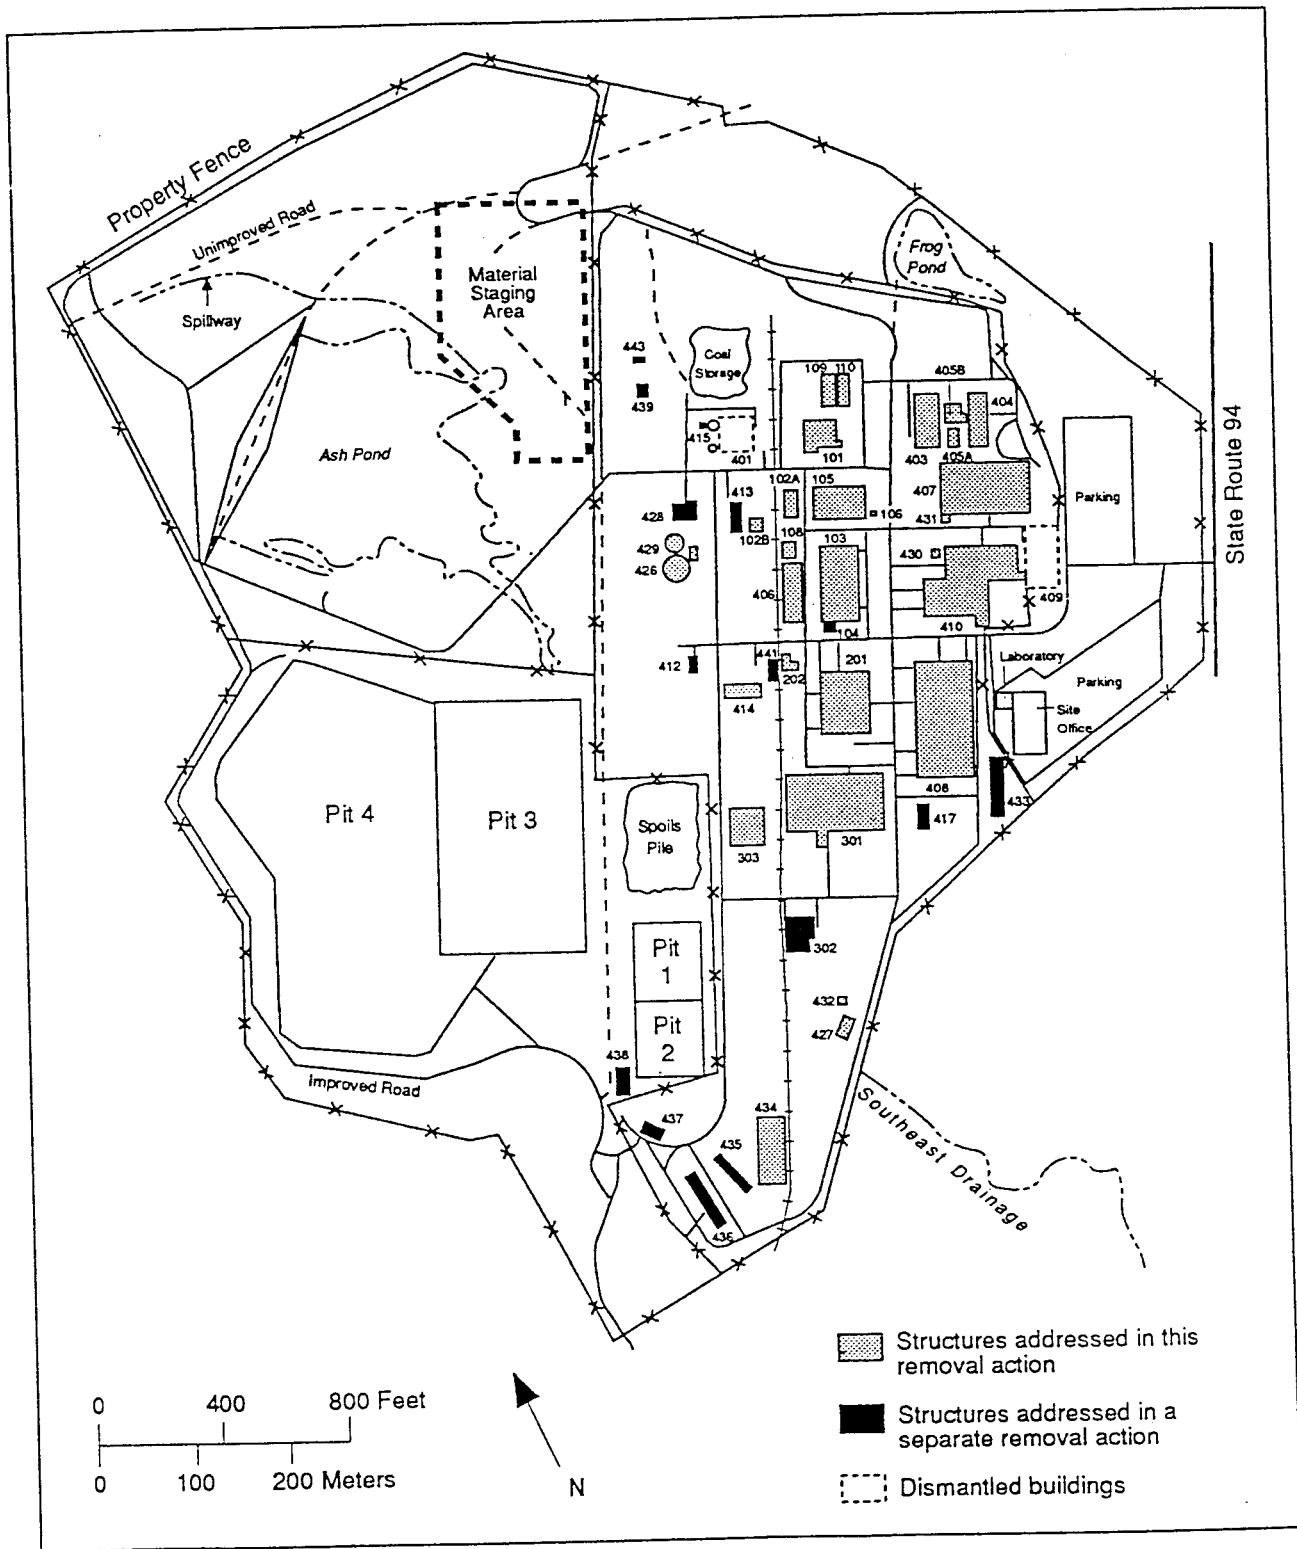 Property Fence
Unimproved Road
Spillway
Material
Staging
Area
Frog
Pond
443
439
Coal
Storage
109 110
405B
404
415
401
101
403
405A
Ash Pond
407
Parking
State Route 94
413
102A
105
106
431
428
102B
108
103
430
429
426
406
409
104
410
412
441
202
201
Laboratory
Parking
414
Site
Office
408
433
417
Pit 4
Pit 3
Spoils
Pile
303
301
302
Pit
1
432
427
Pit
2
438
Improved Road
437
434
435
436
Southeast Drainage
0 400 800 Feet
0 100 200 Meters
N
Structures addressed in this
removal action
Structures addressed in a
separate removal action
Dismantled buildings